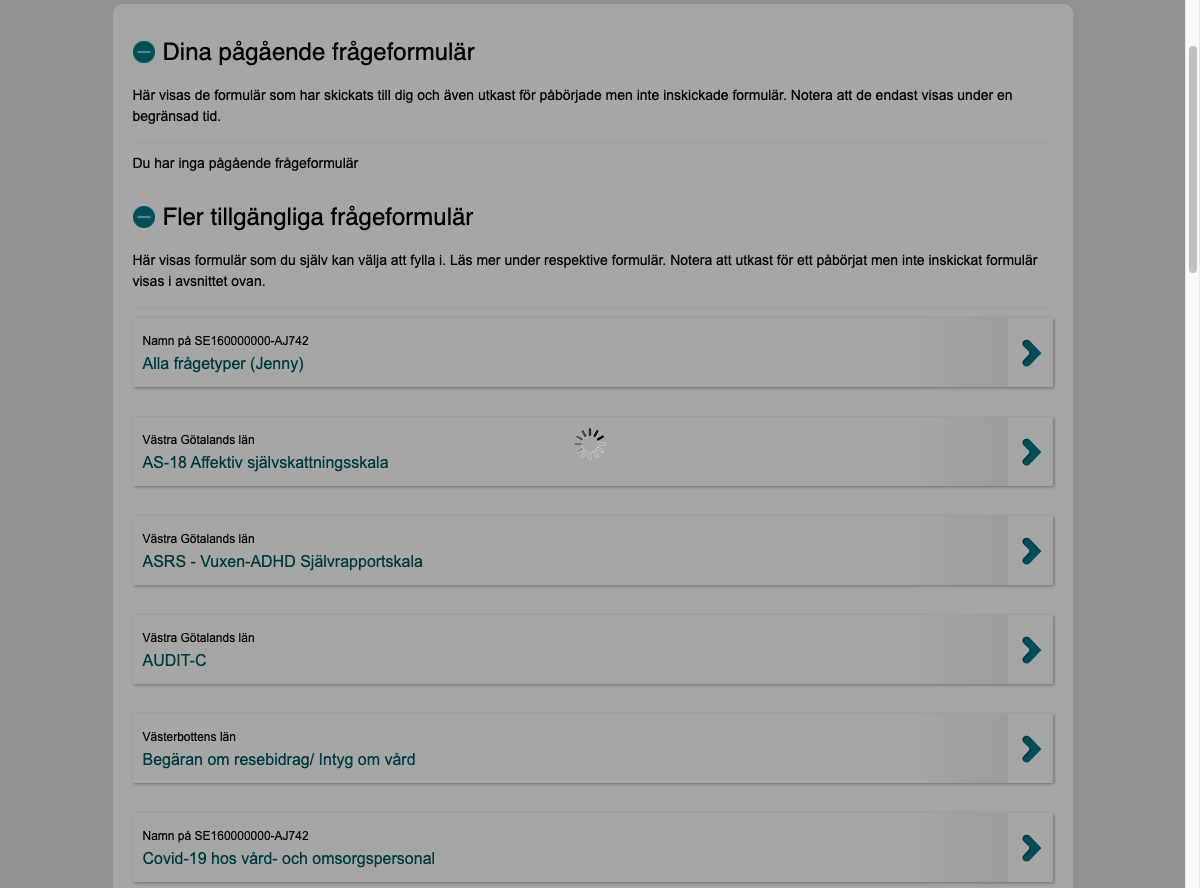 Dina pågående frågeformulär
Här visas de formulär som har skickats till dig och även utkast för påbörjade men inte inskickade formulär. Notera att de endast visas under en
begränsad tid.
Du har inga pågående frågeformulär
Fler tillgängliga frågeformulär
Här visas formulär som du själv kan välja att fylla i. Läs mer under respektive formulär. Notera att utkast för ett påbörjat men inte inskickat formulär
visas i avsnittet ovan.
Namn på SE160000000-AJ742
Alla frågetyper (Jenny)
Västra Götalands län
AS-18 Affektiv självskattningsskala
Västra Götalands län
ASRS - Vuxen-ADHD Självrapportskala
Västra Götalands län
AUDIT-C
Västerbottens län
Begäran om resebidrag/ Intyg om vård
Namn på SE160000000-AJ742
Covid-19 hos vård- och omsorgspersonal